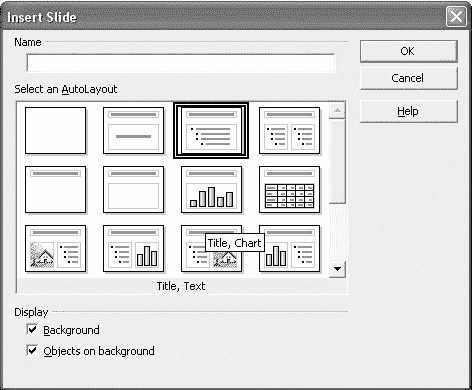 Insert Slide
Name
OK
Cancel
Help
Select an AutoLayout
Title, Chart
Title, Text
Display
Background
Objects on background